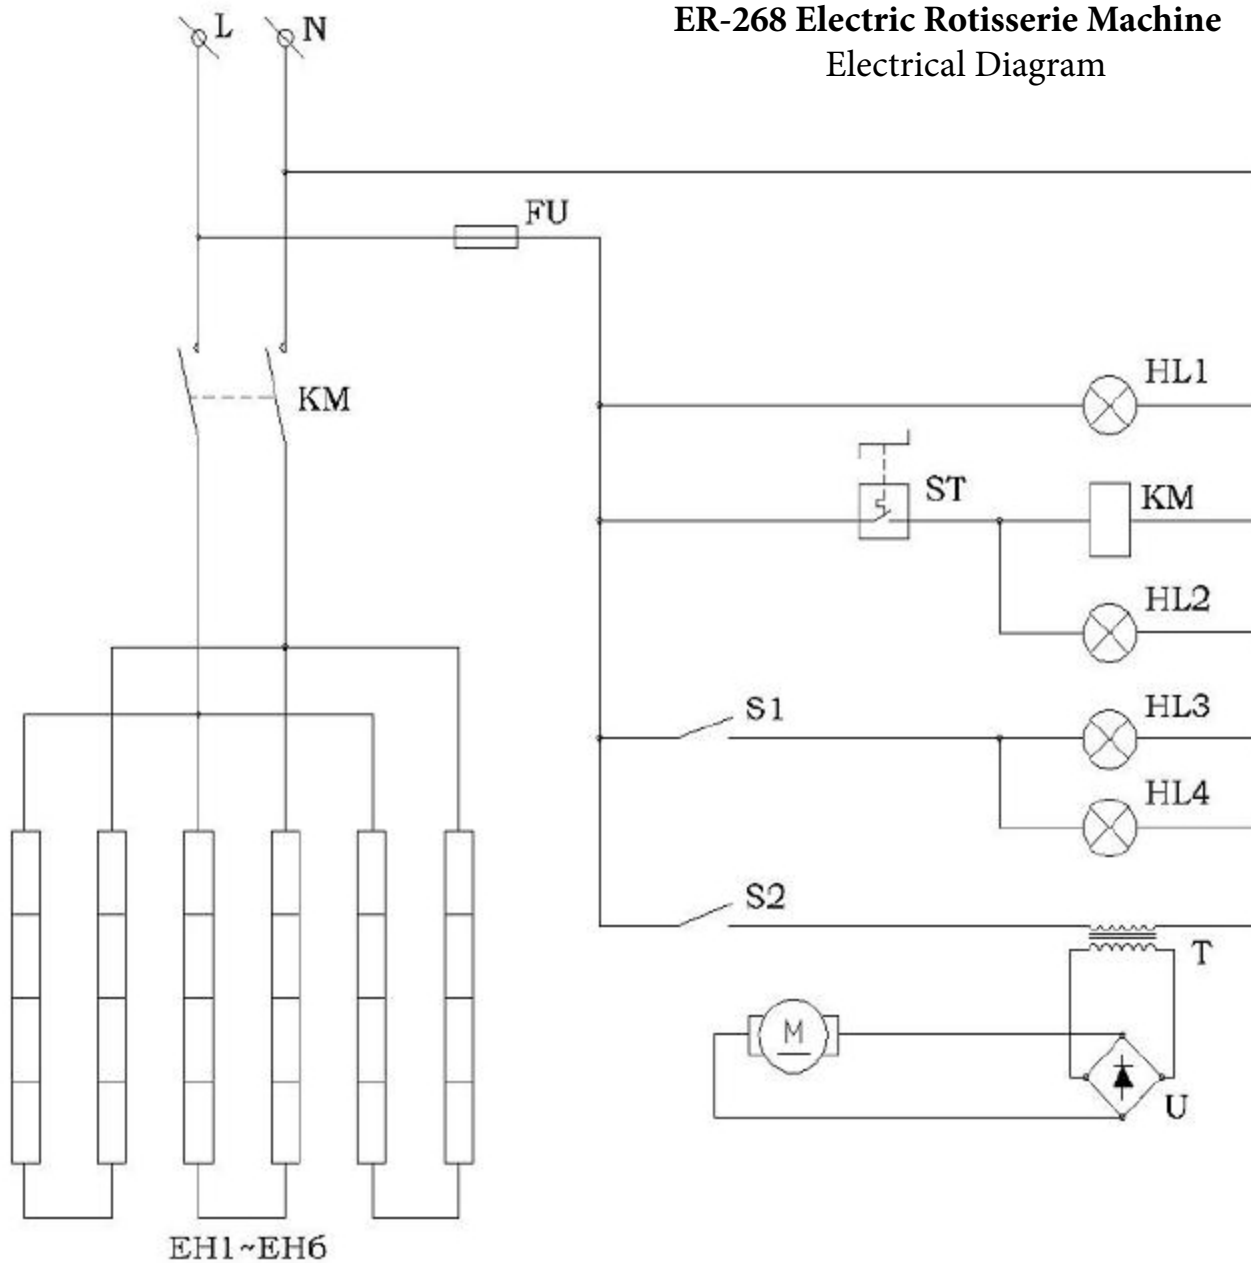 ER-268 Electric Rotisserie Machine
Electrical Diagram
L
N
FU
KM
HL1
ST
KM
HL2
S1
HL3
HL4
S2
T
M
U
EH1~EH6